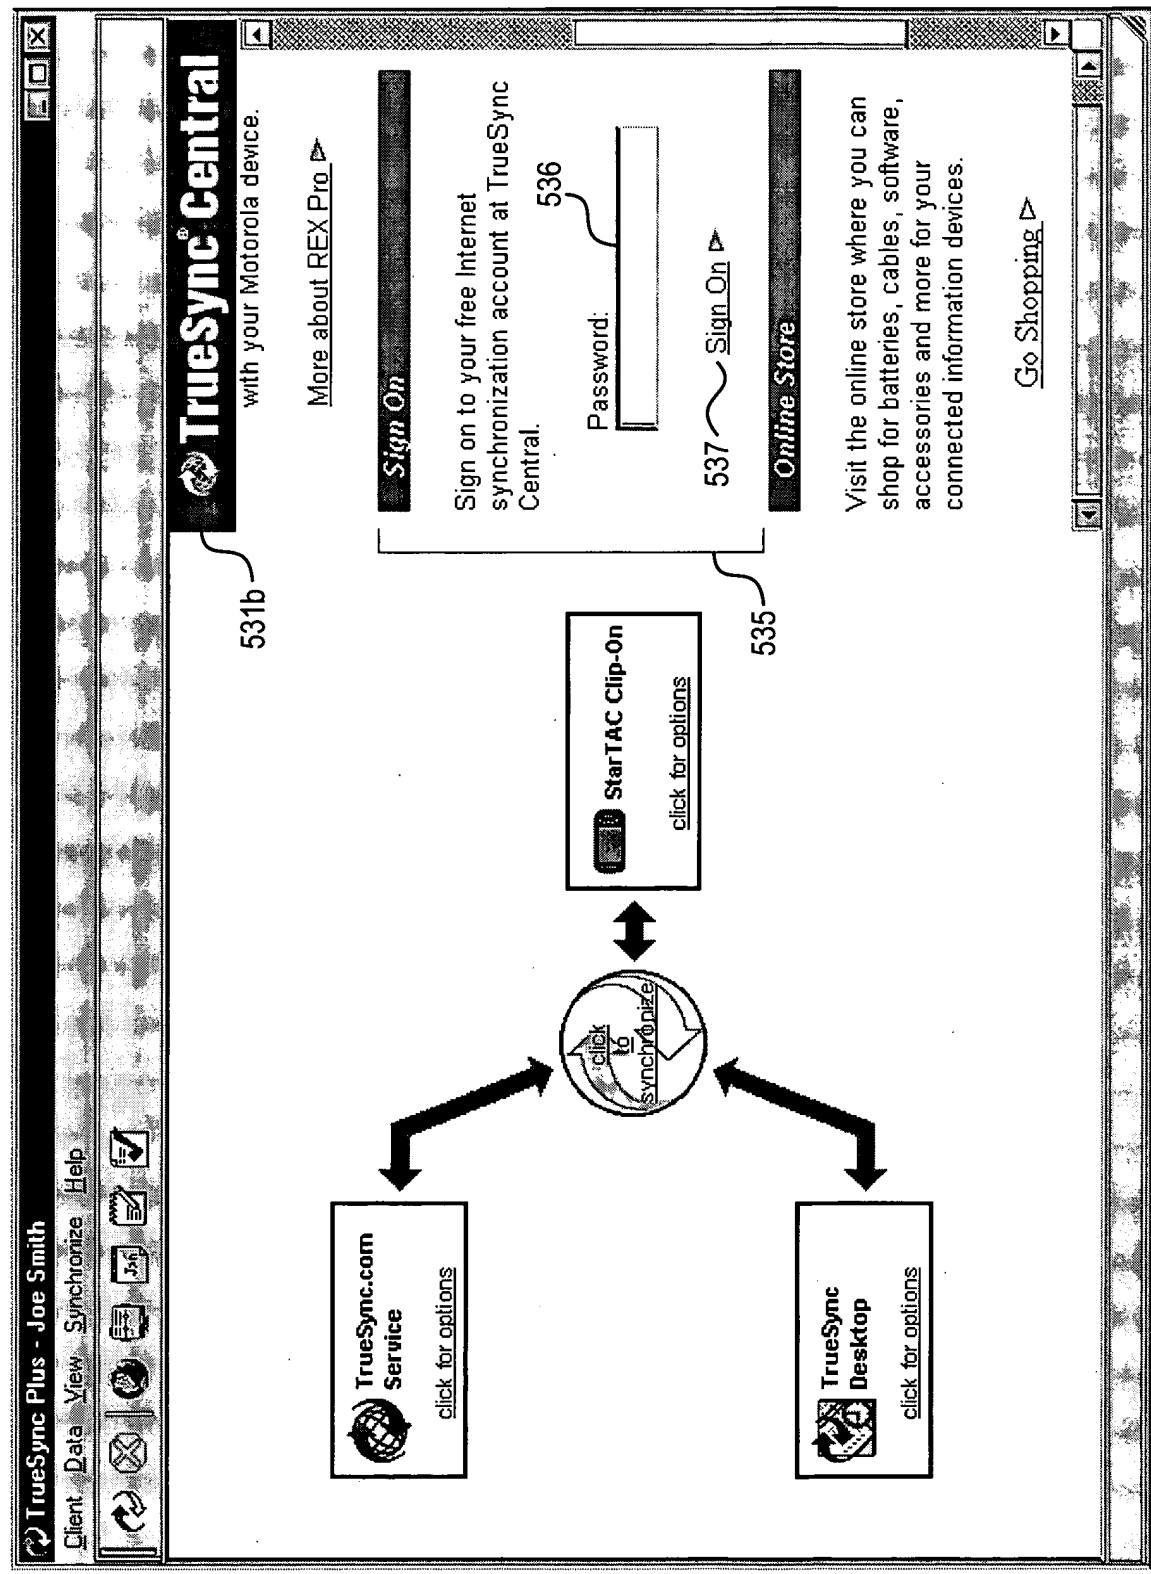 TrueSync Plus - Joe Smith
Client Data View Synchronize Help
Jan
TrueSync.com
Service
click for options
TrueSync
Desktop
click for options
click
to
synchronize
StarTAC Clip-On
click for options
531b
TrueSync® Central
with your Motorola device.
More about REX Pro
Sign On
Sign on to your free Internet
synchronization account at TrueSync
Central.
536
Password:
537
Sign On
535
Online Store
Visit the online store where you can
shop for batteries, cables, software,
accessories and more for your
connected information devices.
Go Shopping